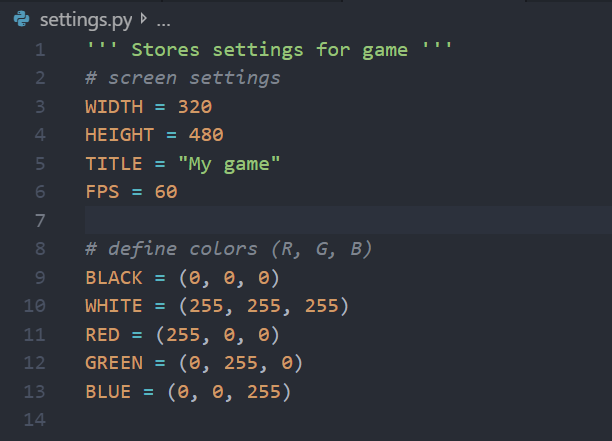 settings.py > ...
1 ''' Stores settings for game '''
2 # screen settings
3 WIDTH = 320
4 HEIGHT = 480
5 TITLE = "My game"
6 FPS = 60
7
8 # define colors (R, G, B)
9 BLACK = (0, 0, 0)
10 WHITE = (255, 255, 255)
11 RED = (255, 0, 0)
12 GREEN = (0, 255, 0)
13 BLUE = (0, 0, 255)
14